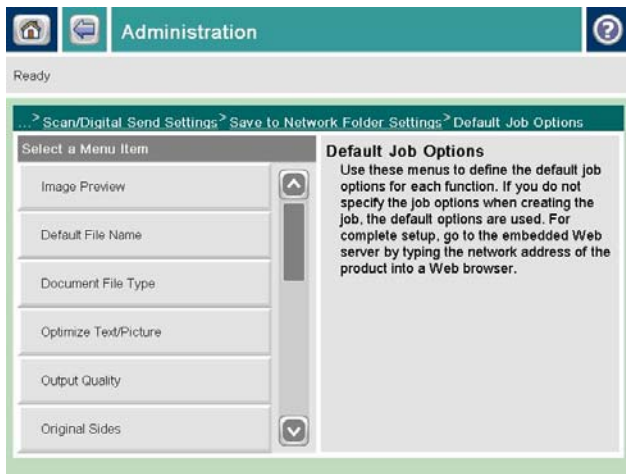 Administration
?
Ready
...> Scan/Digital Send Settings> Save to Network Folder Settings> Default Job Options
Select a Menu Item
Image Preview
Default File Name
Document File Type
Optimize Text/Picture
Output Quality
Original Sides
Default Job Options
Use these menus to define the default job
options for each function. If you do not
specify the job options when creating the
job, the default options are used. For
complete setup, go to the embedded Web
server by typing the network address of the
product into a Web browser.